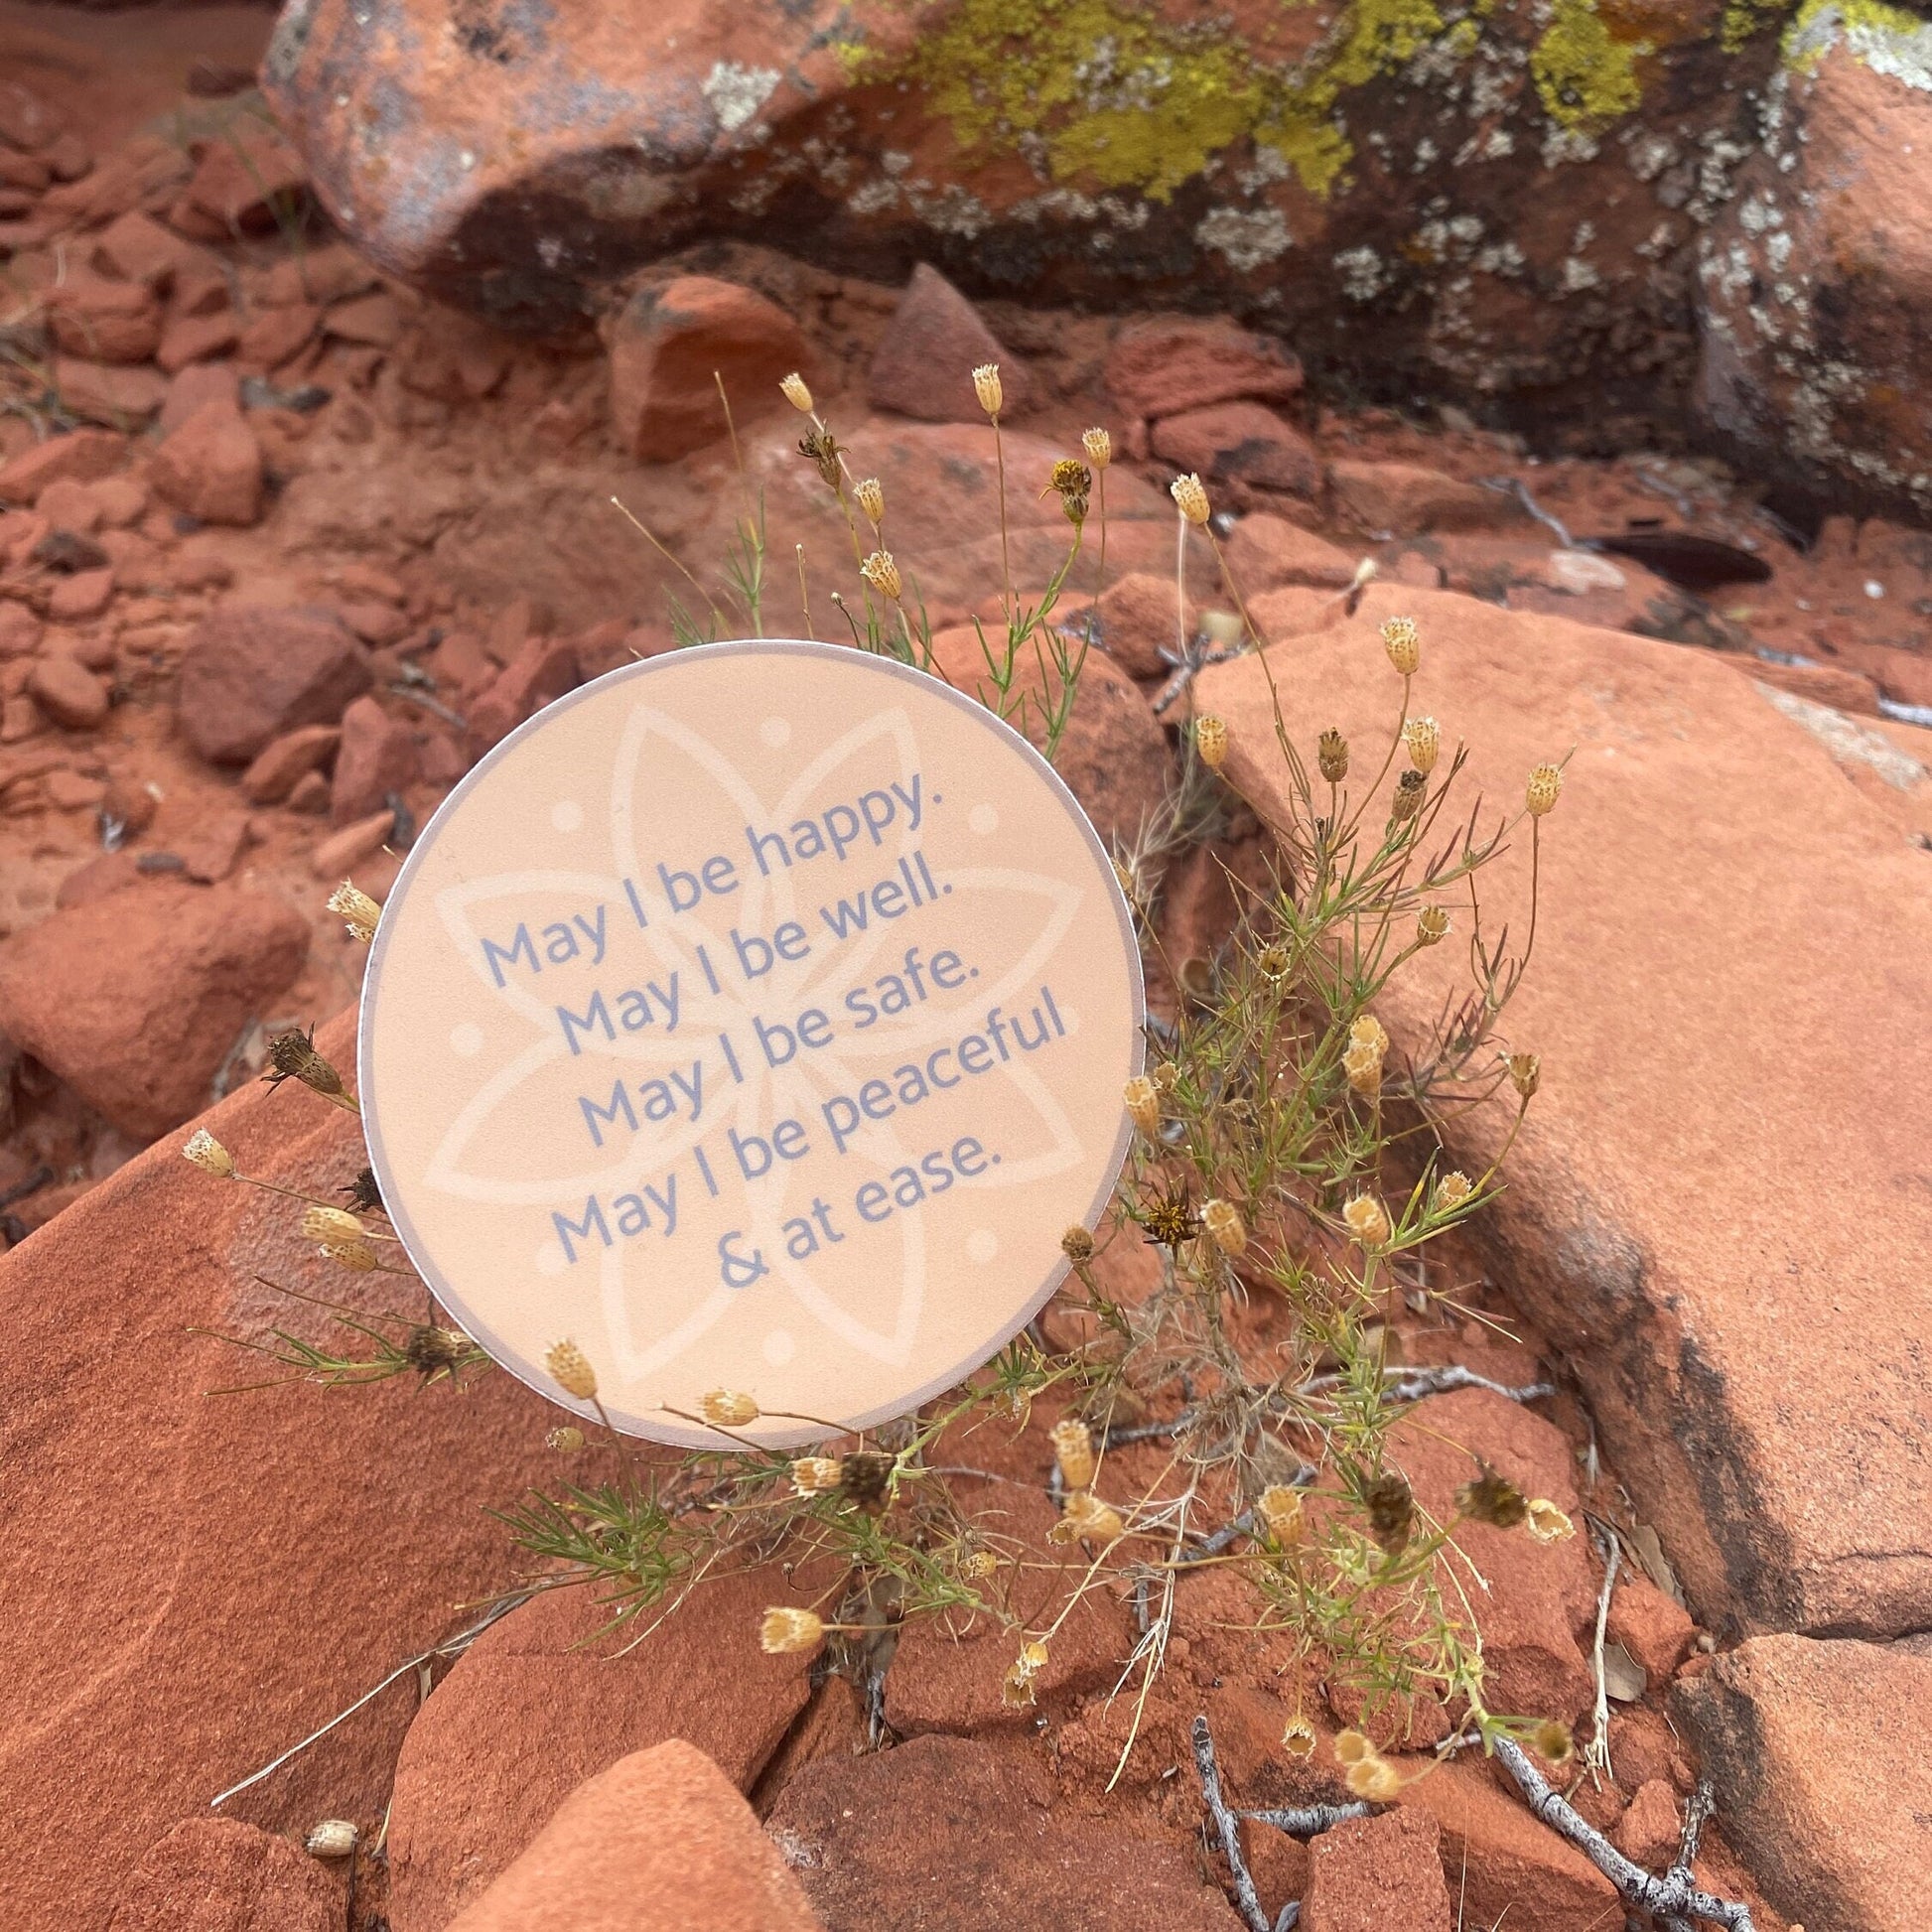 May I be happy.
May I be well.
May I be safe.
May I be peaceful
& at ease.